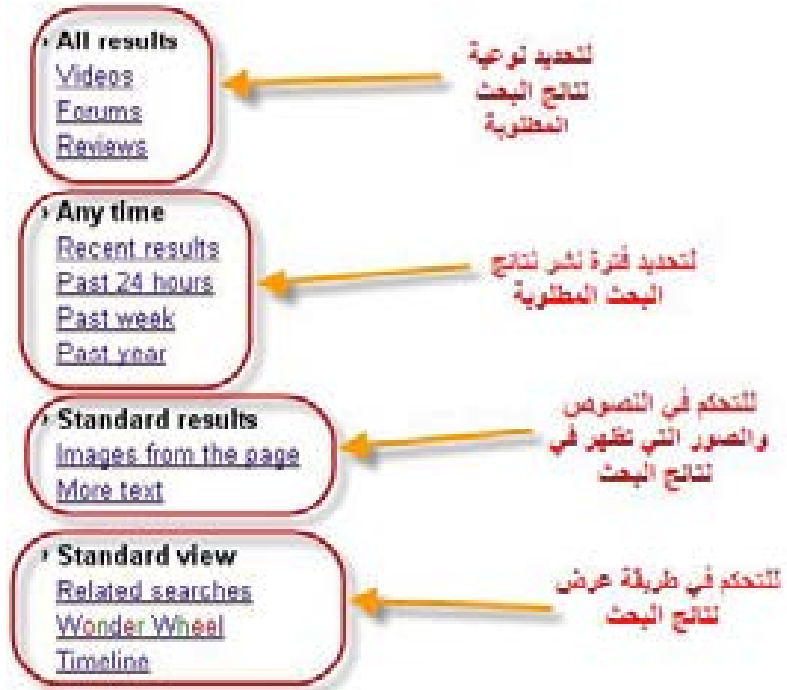 All results
Videos
Forums
Reviews
لتحديد نوعية
نتائج البحث
المطلوبة
Any time
Recent results
Past 24 hours
Past week
Past year
لتحديد فترة نشر نتائج
البحث المطلوبة
Standard results
Images from the page
More text
للتحكم في النصوص
والصور التي تظهر في
نتائج البحث
Standard view
Related searches
Wonder Wheel
Timeline
للتحكم في طريقة عرض
نتائج البحث